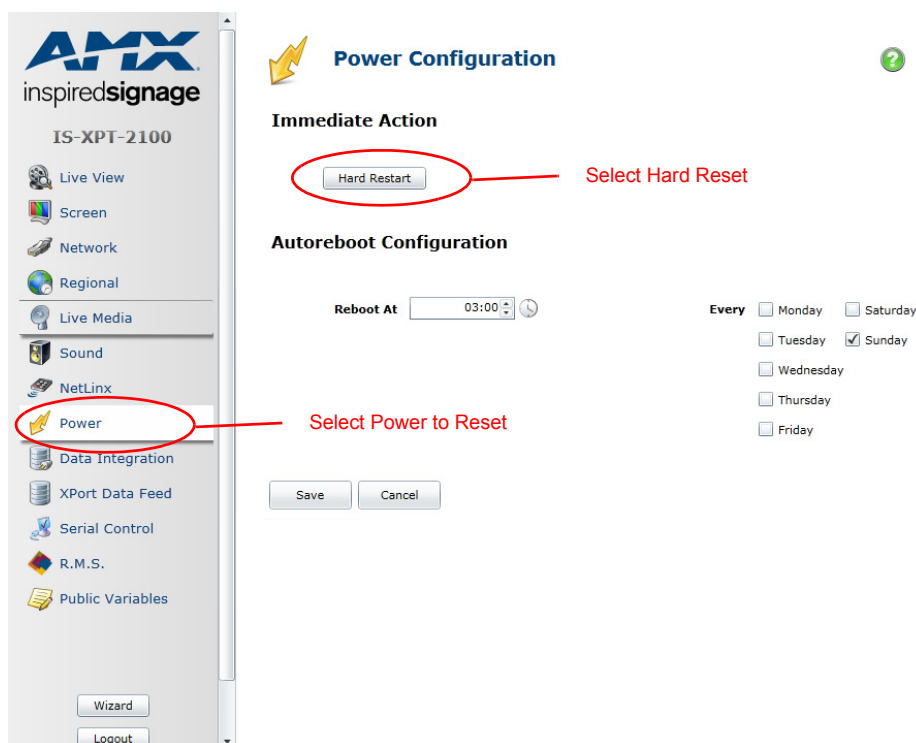 AMX
inspiredsignage
IS-XPT-2100
Live View
Screen
Network
Regional
Live Media
Sound
NetLinx
Power
Data Integration
XPort Data Feed
Serial Control
R.M.S.
Public Variables
Wizard
Logout
Power Configuration
?
Immediate Action
Hard Restart
Select Hard Reset
Autoreboot Configuration
Reboot At 03:00
Every Monday Saturday
Tuesday Sunday
Wednesday
Thursday
Friday
Select Power to Reset
Save Cancel